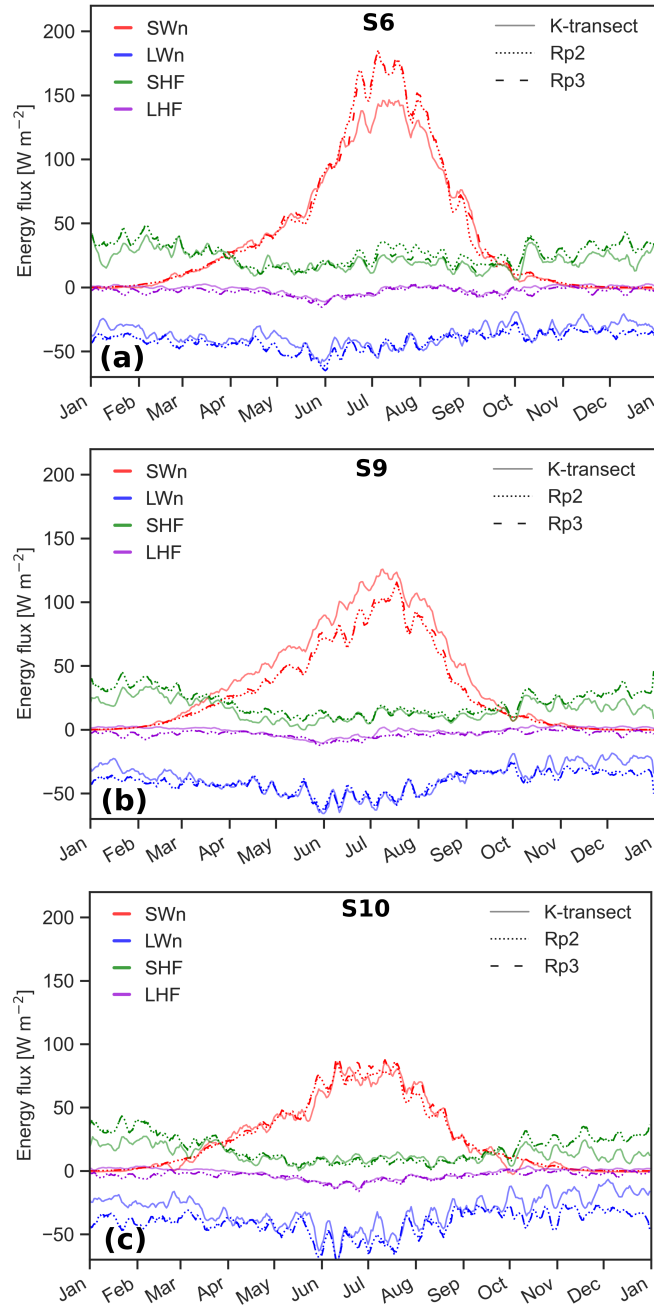 S6
SWn
LWn
SHF
LHF
K-transect
Rp2
Rp3
Energy flux [W m−2]
200
150
100
50
0
−50
(a)
Jan Feb Mar Apr May Jun Jul Aug Sep Oct Nov Dec Jan
S9
SWn
LWn
SHF
LHF
K-transect
Rp2
Rp3
Energy flux [W m−2]
200
150
100
50
0
−50
(b)
Jan Feb Mar Apr May Jun Jul Aug Sep Oct Nov Dec Jan
S10
SWn
LWn
SHF
LHF
K-transect
Rp2
Rp3
Energy flux [W m−2]
200
150
100
50
0
−50
(c)
Jan Feb Mar Apr May Jun Jul Aug Sep Oct Nov Dec Jan